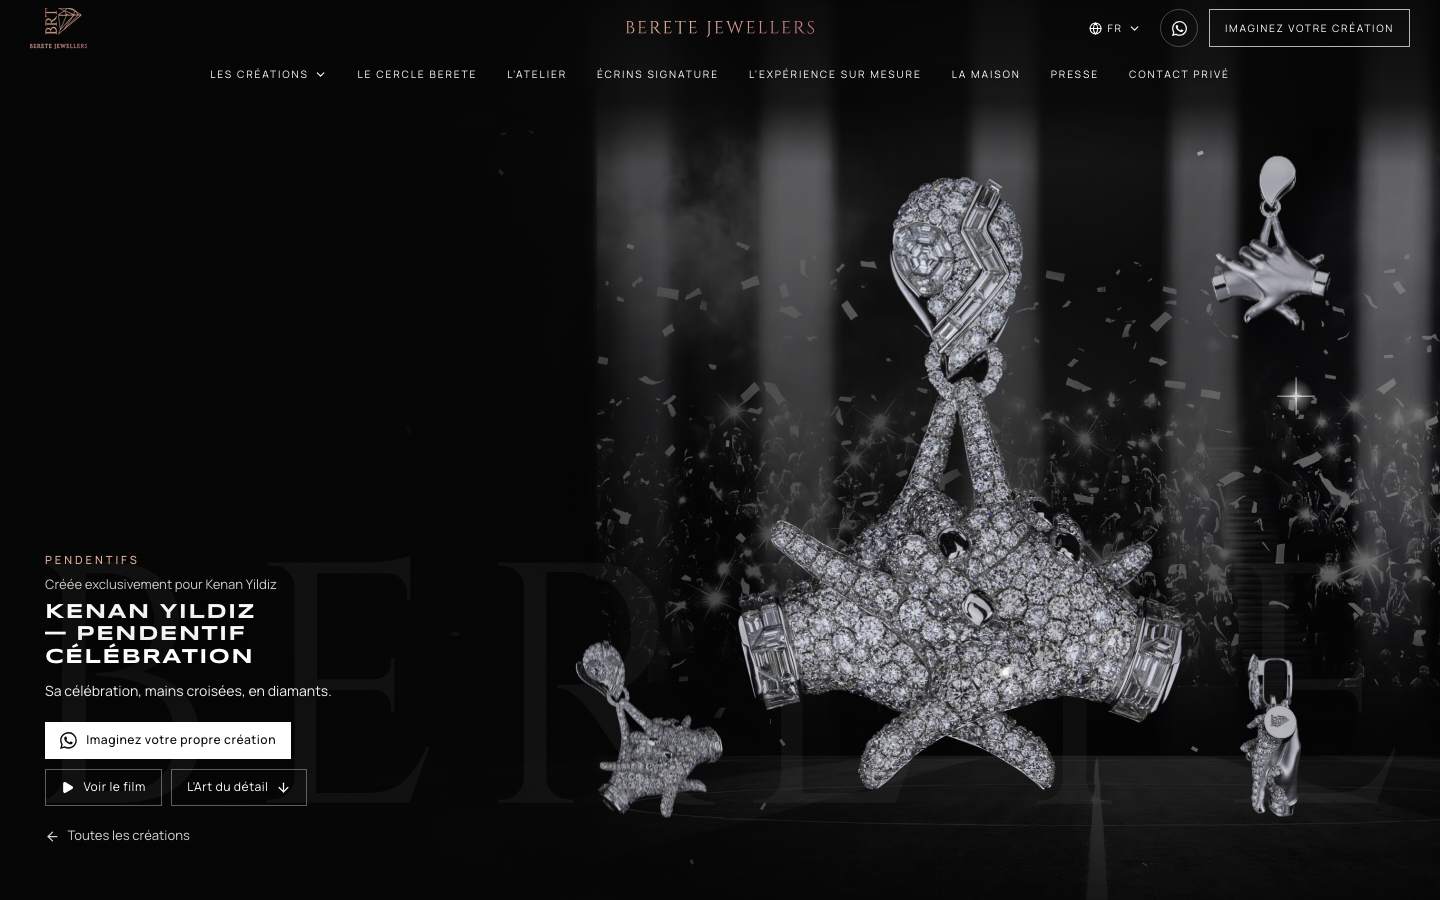 BRT
BERETE JEWELLERS
BERETE JEWELLERS
FR
IMAGINEZ VOTRE CRÉATION
LES CRÉATIONS
LE CERCLE BERETE
L'ATELIER
ÉCRINS SIGNATURE
L'EXPÉRIENCE SUR MESURE
LA MAISON
PRESSE
CONTACT PRIVÉ
BERETE
PENDENTIFS
Créée exclusivement pour Kenan Yildiz
KENAN YILDIZ
— PENDENTIF
CÉLÉBRATION
Sa célébration, mains croisées, en diamants.
Imaginez votre propre création
Voir le film
L'Art du détail
Toutes les créations